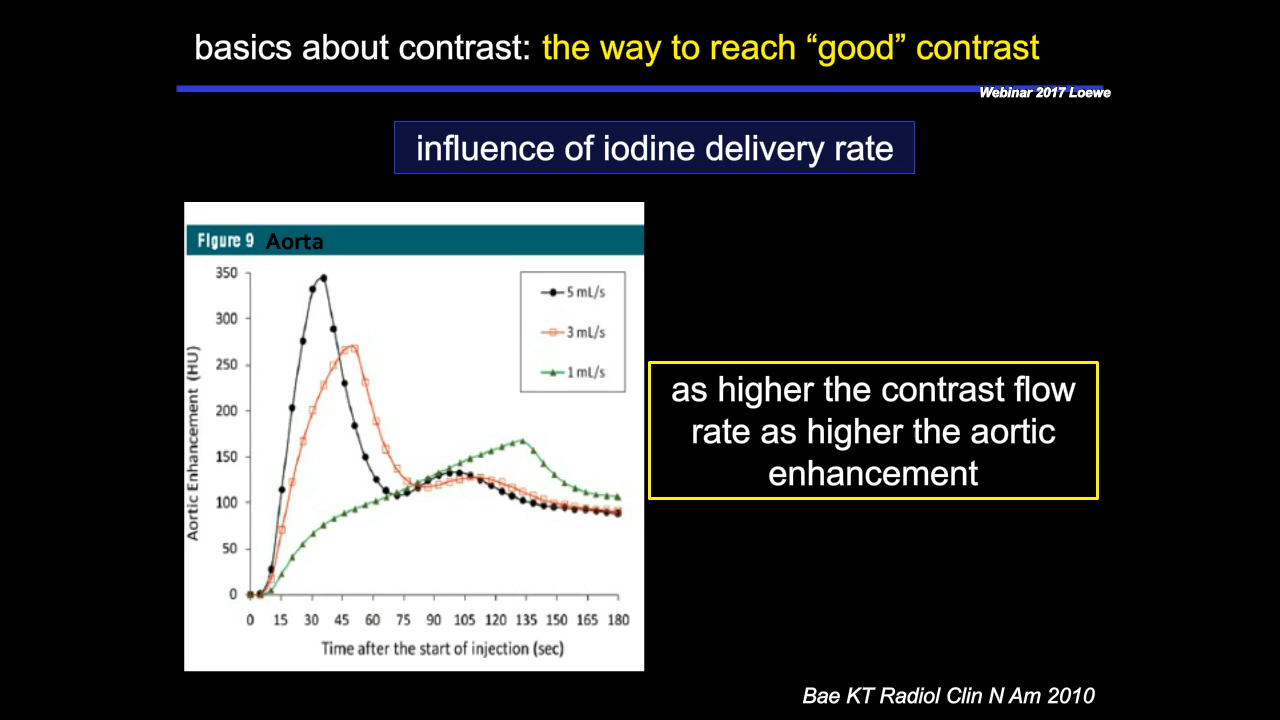 basics about contrast: the way to reach “good” contrast
Webinar 2017 Loewe
influence of iodine delivery rate
Figure 9 Aorta
350
300
250
200
150
100
50
0
Aortic Enhancement (HU)
5 mL/s
3 mL/s
1 mL/s
0 15 30 45 60 75 90 105 120 135 150 165 180
Time after the start of injection (sec)
as higher the contrast flow
rate as higher the aortic
enhancement
Bae KT Radiol Clin N Am 2010